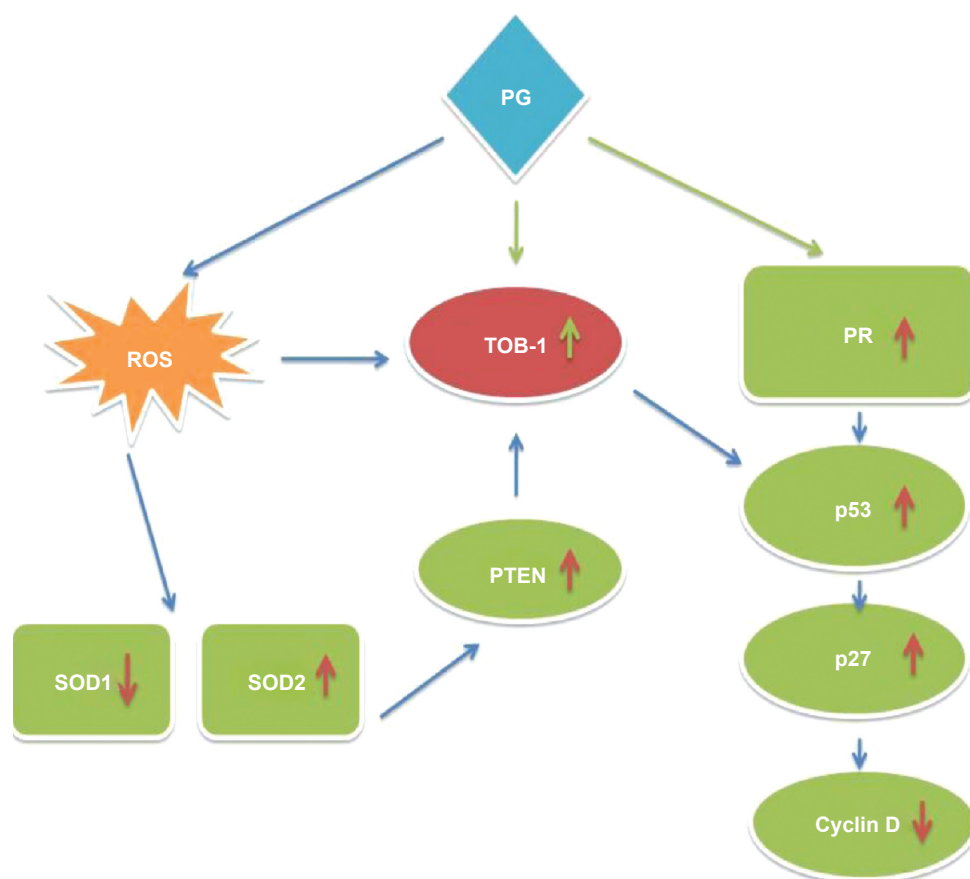 PG
ROS
TOB-1
PR
p53
PTEN
SOD1
SOD2
p27
Cyclin D